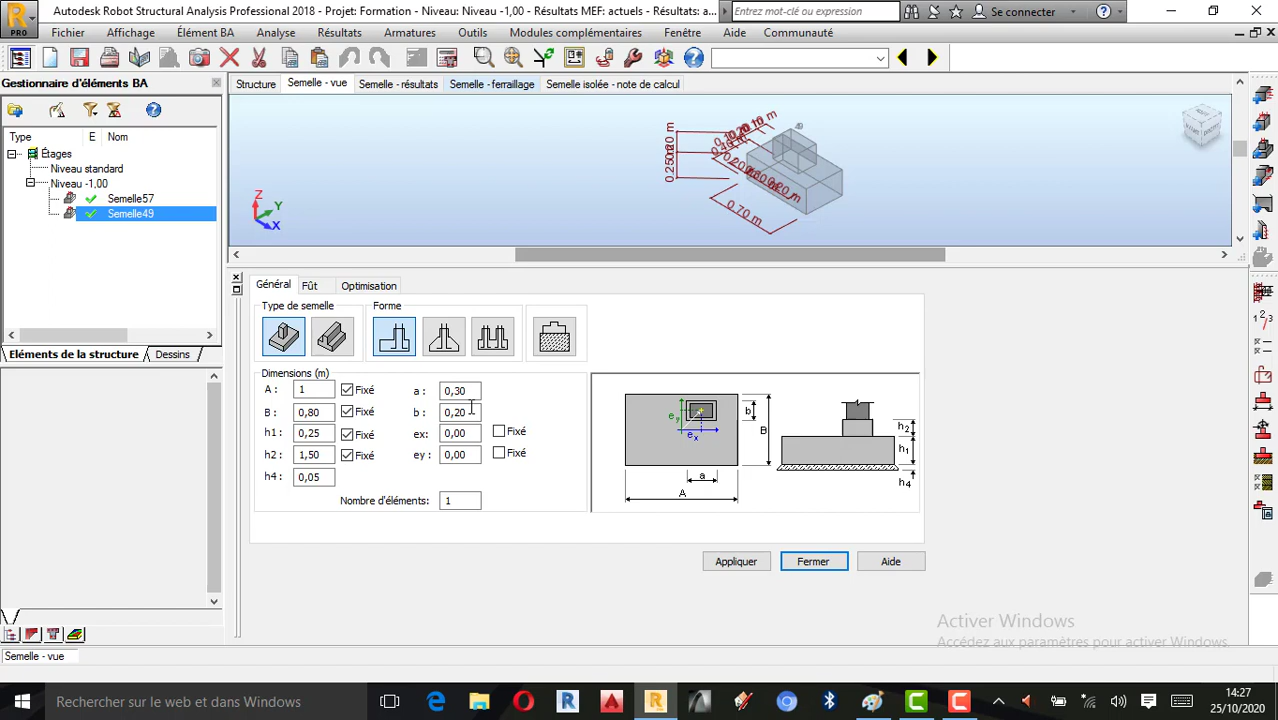 Autodesk Robot Structural Analysis Professional 2018 - Projet: Formation - Niveau: Niveau -1,00 - Résultats MEF: actuels - Résultats: a...
Entrez mot-clé ou expression
Se connecter
PRO
Fichier Affichage Élément BA Analyse Résultats Armatures Outils Modules complémentaires Fenêtre Aide Communauté
Gestionnaire d'éléments BA
Structure Semelle - vue Semelle - résultats Semelle - ferraillage Semelle isolée - note de calcul
Type E Nom
Étages
Niveau standard
Niveau -1,00
Semelle57
Semelle49
Z
Y
X
0.70 m
Eléments de la structure Dessins
Général Fût Optimisation
Type de semelle Forme
Dimensions (m)
A : 1 Fixé a : 0,30
B : 0,80 Fixé b : 0,20
h1: 0,25 Fixé ex: 0,00 Fixé
h2 : 1,50 Fixé ey : 0,00 Fixé
h4: 0,05
Nombre d'éléments: 1
e y
e x
b
B
a
A
h2
h1
h4
Appliquer Fermer Aide
Activer Windows
Accédez aux paramètres pour activer Windows.
Semelle - vue
Rechercher sur le web et dans Windows
14:27
25/10/2020